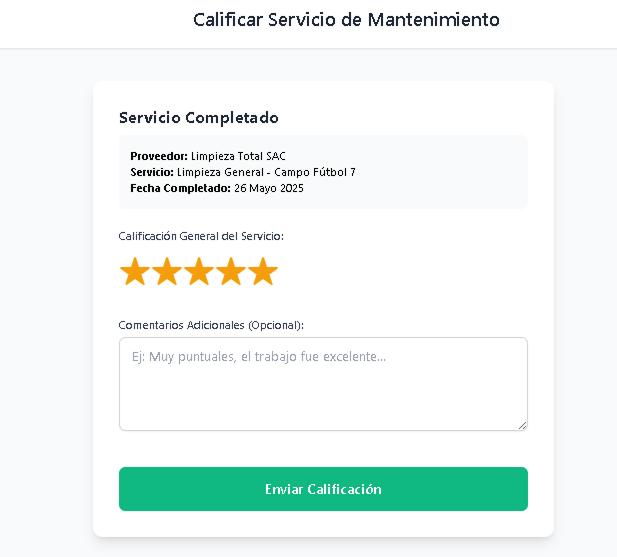 Calificar Servicio de Mantenimiento
Servicio Completado
Proveedor: Limpieza Total SAC
Servicio: Limpieza General - Campo Fútbol 7
Fecha Completado: 26 Mayo 2025
Calificación General del Servicio:
Comentarios Adicionales (Opcional):
Ej: Muy puntuales, el trabajo fue excelente...
Enviar Calificación